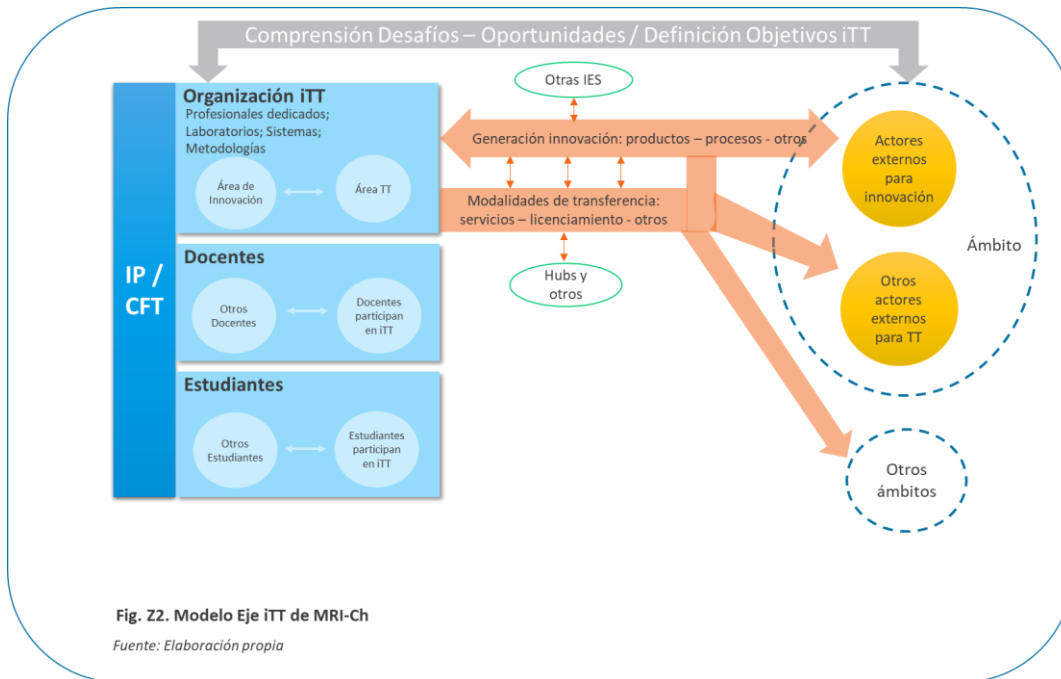 Comprensión Desafíos – Oportunidades / Definición Objetivos iTT
IP /
CFT
Organización iTT
Profesionales dedicados;
Laboratorios; Sistemas;
Metodologías
Área de
Innovación
Área TT
Docentes
Otros
Docentes
Docentes
participan
en iTT
Estudiantes
Otros
Estudiantes
Estudiantes
participan
en iTT
Otras IES
Generación innovación: productos – procesos - otros
Modalidades de transferencia:
servicios – licenciamiento - otros
Hubs y
otros
Actores
externos
para
innovación
Ámbito
Otros
actores
externos
para TT
Otros
ámbitos
Fig. Z2. Modelo Eje iTT de MRI-Ch
Fuente: Elaboración propia